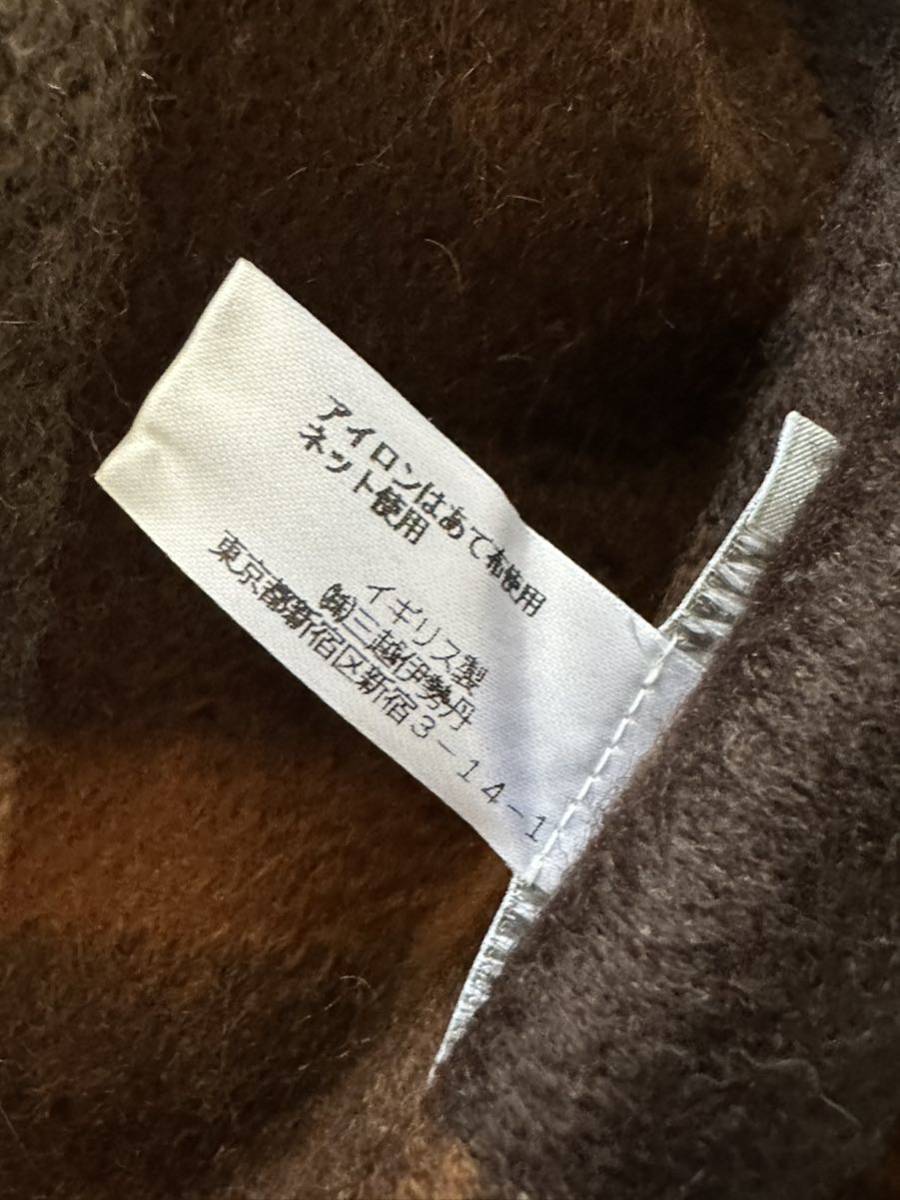 アイロンはあて布使用
ネット使用
イギリス製
㈱三越伊勢丹
東京都新宿区新宿3-14-1